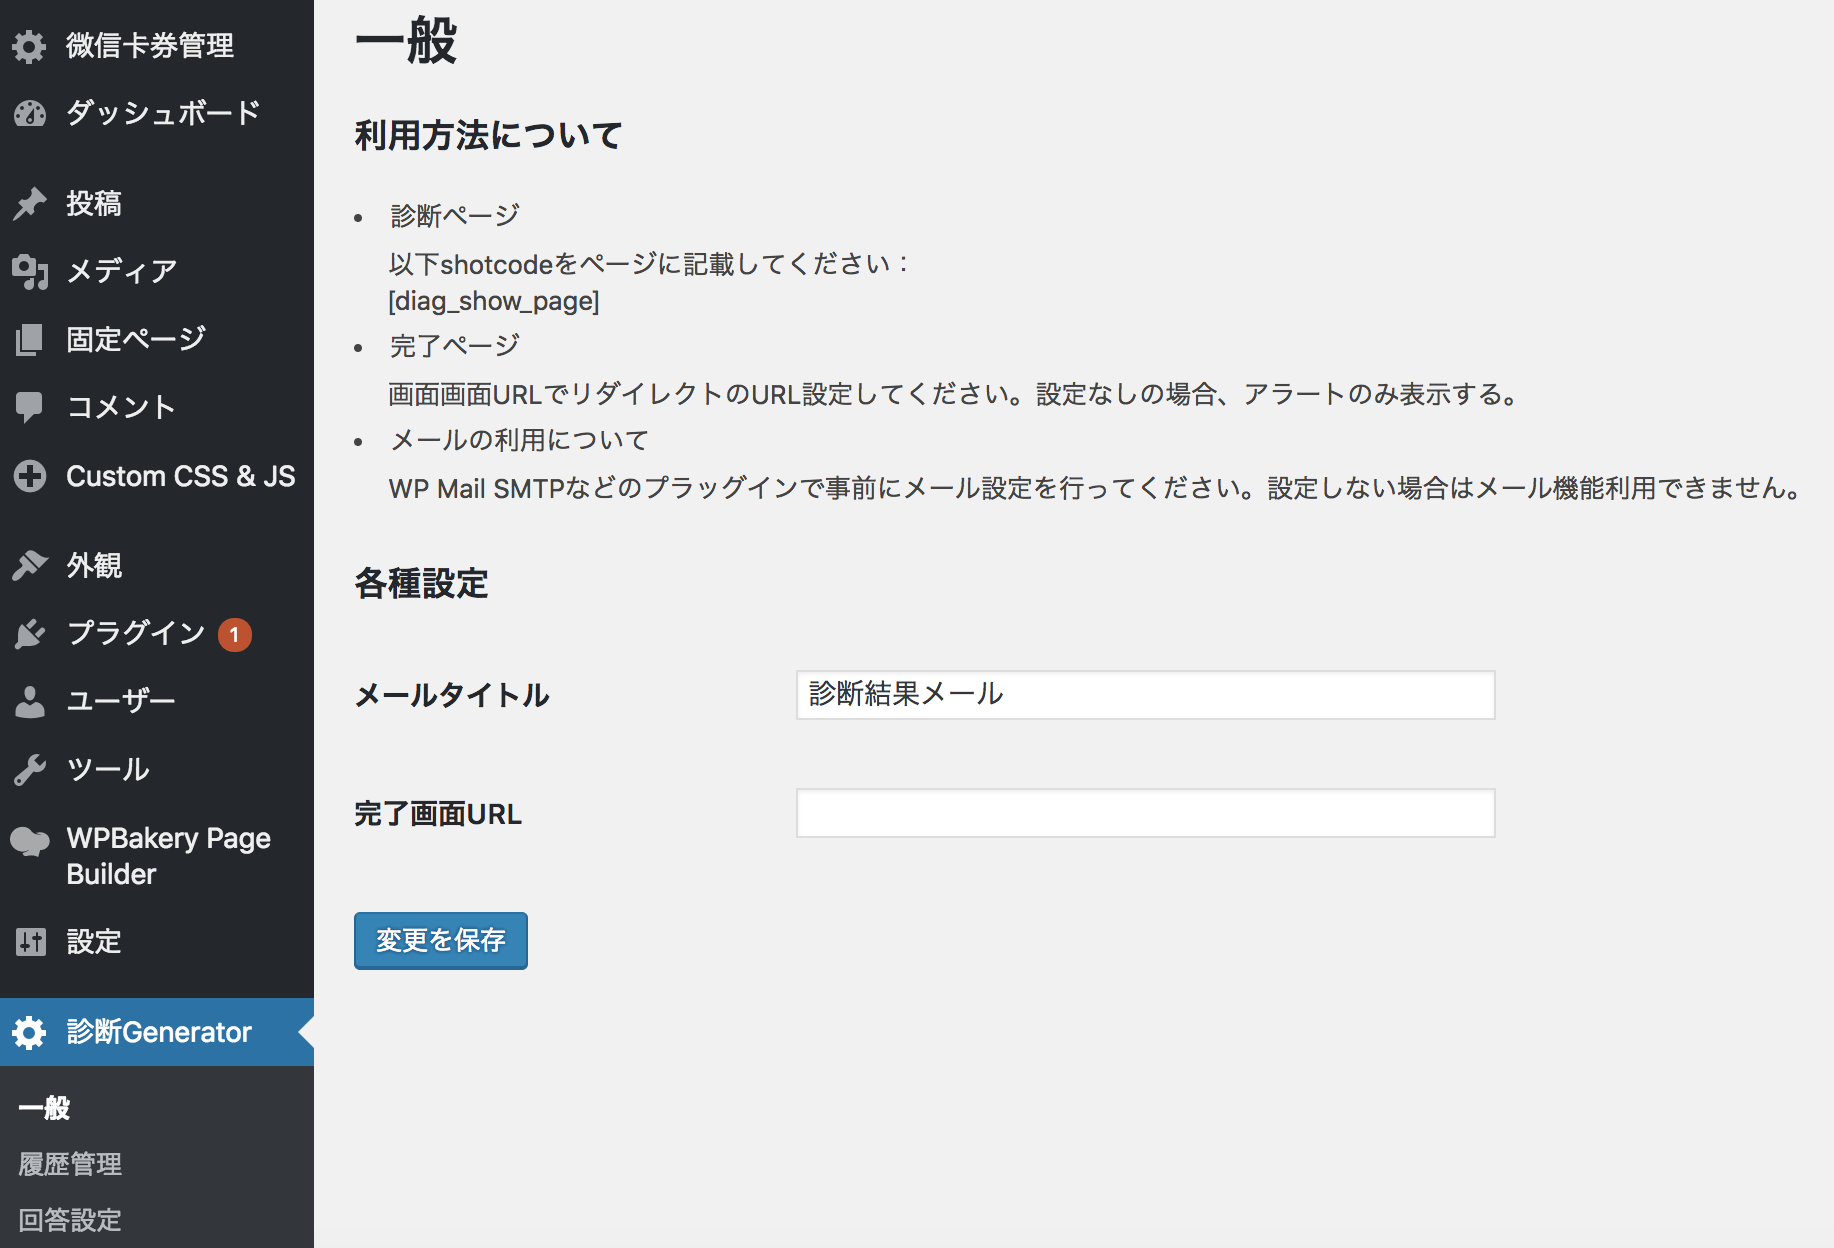 微信卡券管理
ダッシュボード
投稿
メディア
固定ページ
コメント
Custom CSS & JS
外観
プラグイン 1
ユーザー
ツール
WPBakery Page
Builder
設定
診断Generator
一般
履歴管理
回答設定
一般
利用方法について
• 診断ページ
以下shotcodeをページに記載してください：
[diag_show_page]
• 完了ページ
画面画面URLでリダイレクトのURL設定してください。設定なしの場合、アラートのみ表示する。
• メールの利用について
WP Mail SMTPなどのプラッグインで事前にメール設定を行ってください。設定しない場合はメール機能利用できません。
各種設定
メールタイトル
診断結果メール
完了画面URL
変更を保存